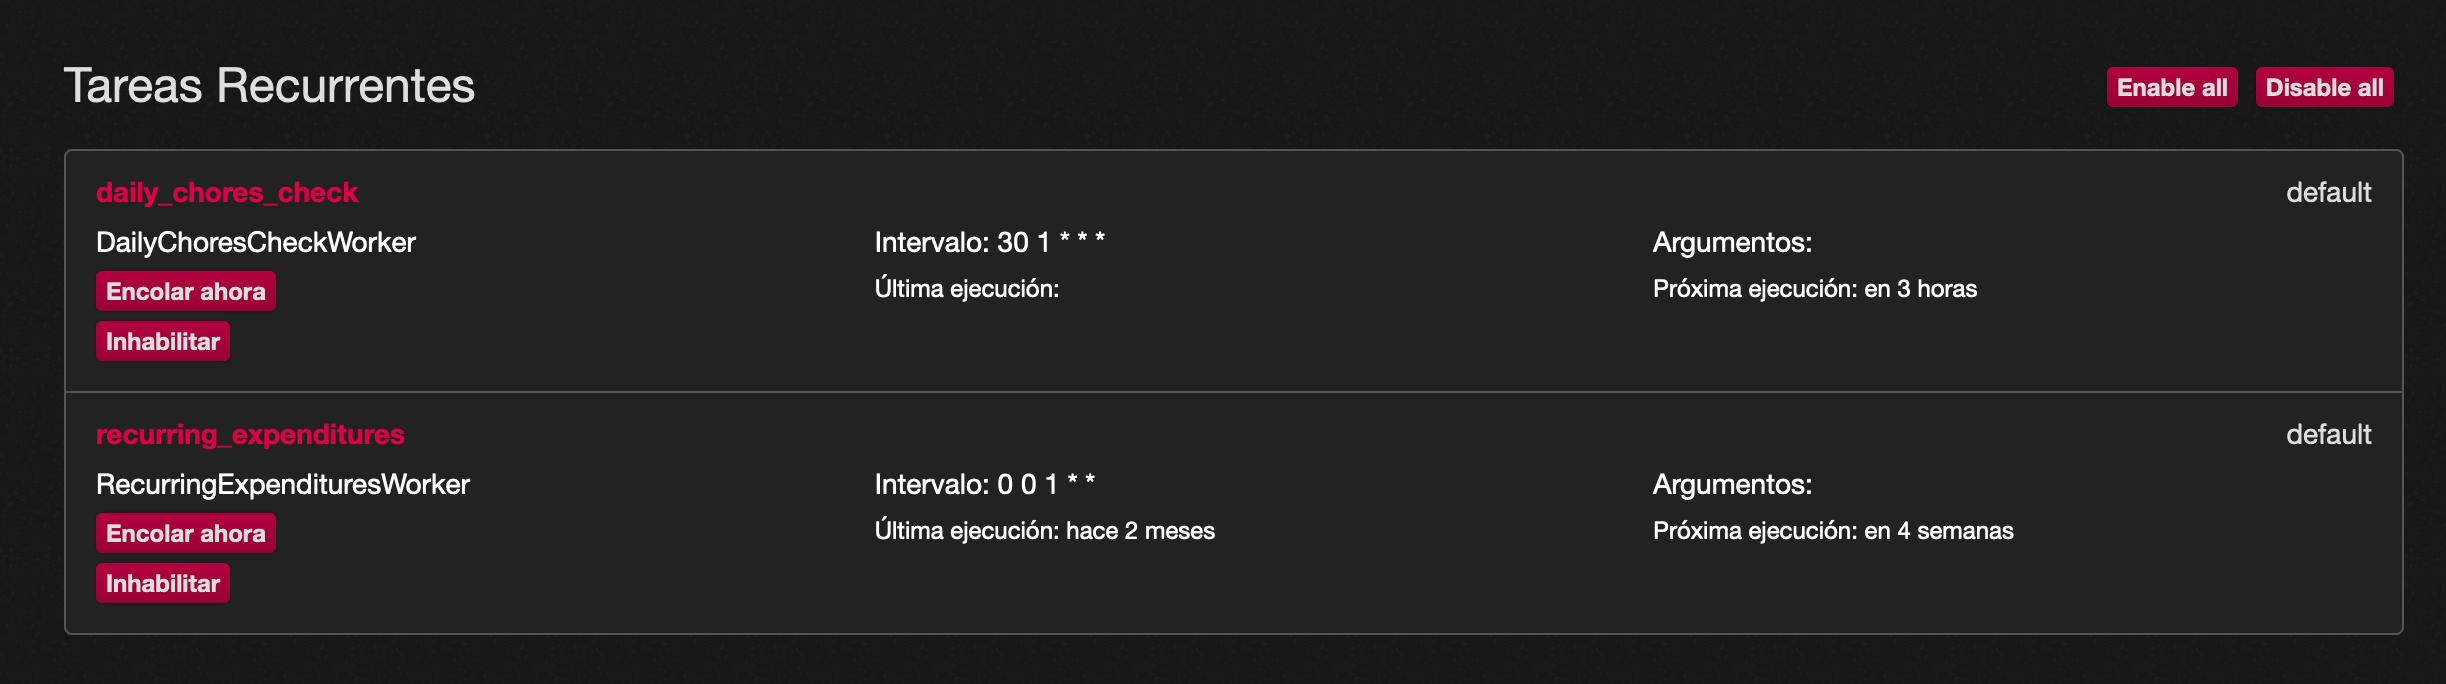 Tareas Recurrentes
Enable all
Disable all
daily_chores_check
default
DailyChoresCheckWorker
Intervalo: 30 1 * * *
Argumentos:
Encolar ahora
Última ejecución:
Próxima ejecución: en 3 horas
Inhabilitar
recurring_expenditures
default
RecurringExpendituresWorker
Intervalo: 0 0 1 * *
Argumentos:
Encolar ahora
Última ejecución: hace 2 meses
Próxima ejecución: en 4 semanas
Inhabilitar